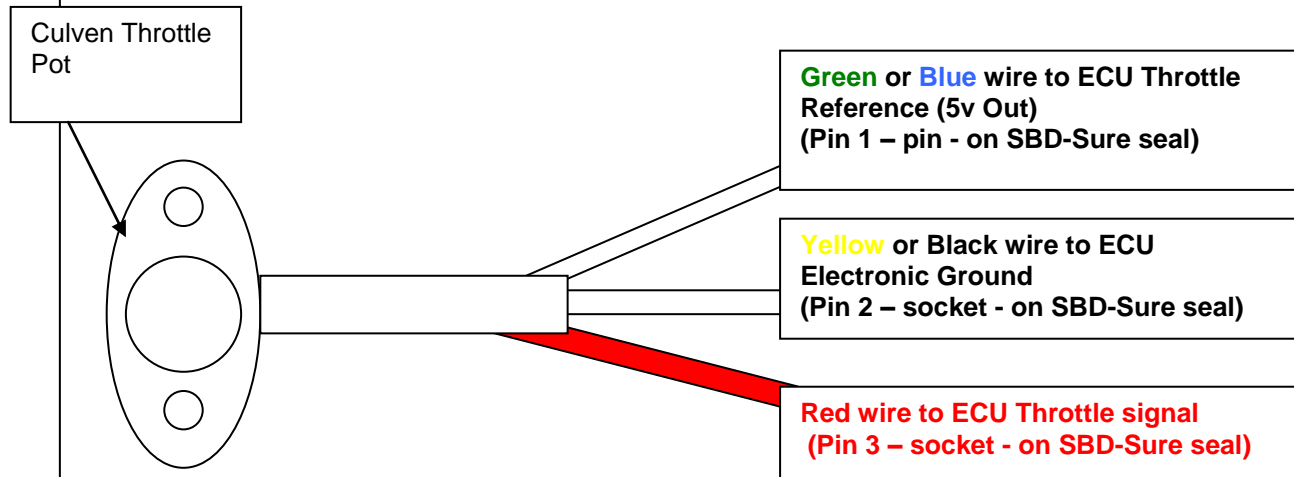 Culven Throttle
Pot
Green or Blue wire to ECU Throttle
Reference (5v Out)
(Pin 1 – pin - on SBD-Sure seal)
Yellow or Black wire to ECU
Electronic Ground
(Pin 2 – socket - on SBD-Sure seal)
Red wire to ECU Throttle signal
(Pin 3 – socket - on SBD-Sure seal)